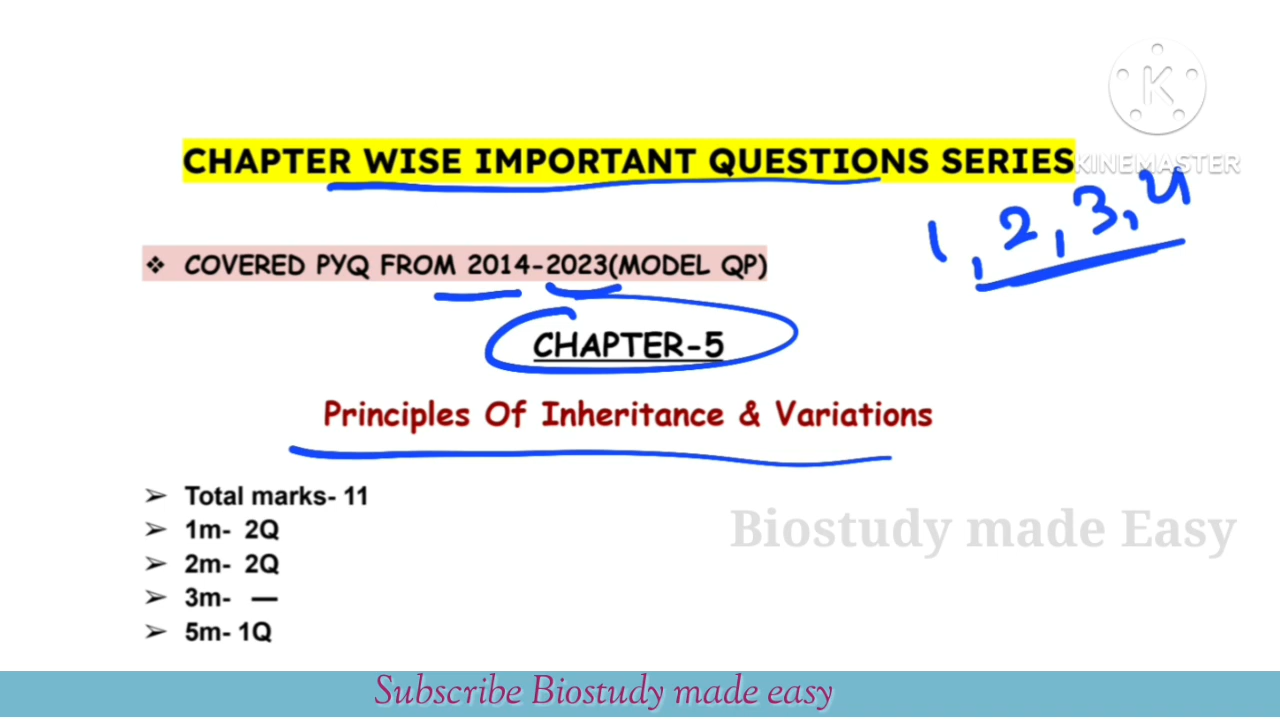 K
CHAPTER WISE IMPORTANT QUESTIONS SERIES
KINEMASTER
1, 2, 3, 4
❖ COVERED PYQ FROM 2014-2023(MODEL QP)
CHAPTER-5
Principles Of Inheritance & Variations
➢ Total marks- 11
➢ 1m- 2Q
➢ 2m- 2Q
➢ 3m- —
➢ 5m- 1Q
Biostudy made Easy
Subscribe Biostudy made easy